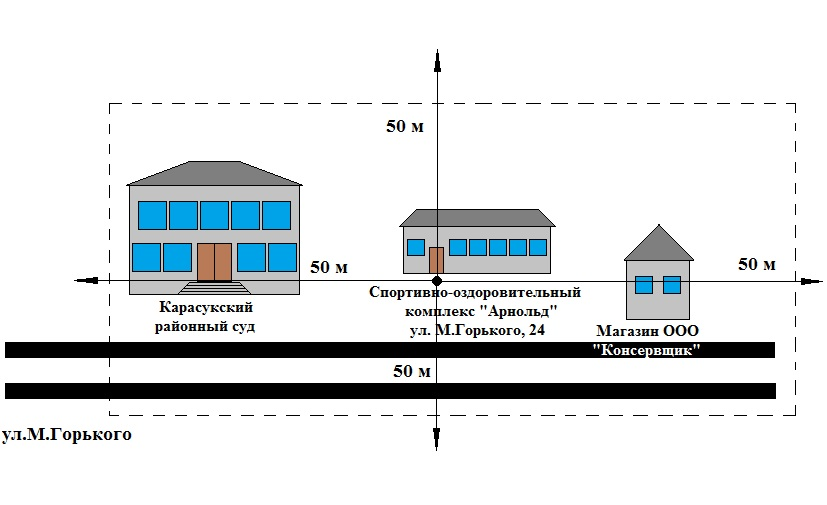 50 м
50 м
50 м
Спортивно-оздоровительный
комплекс "Арнольд"
ул. М.Горького, 24
Карасукский
районный суд
Магазин ООО
"Консервщик"
50 м
ул.М.Горького